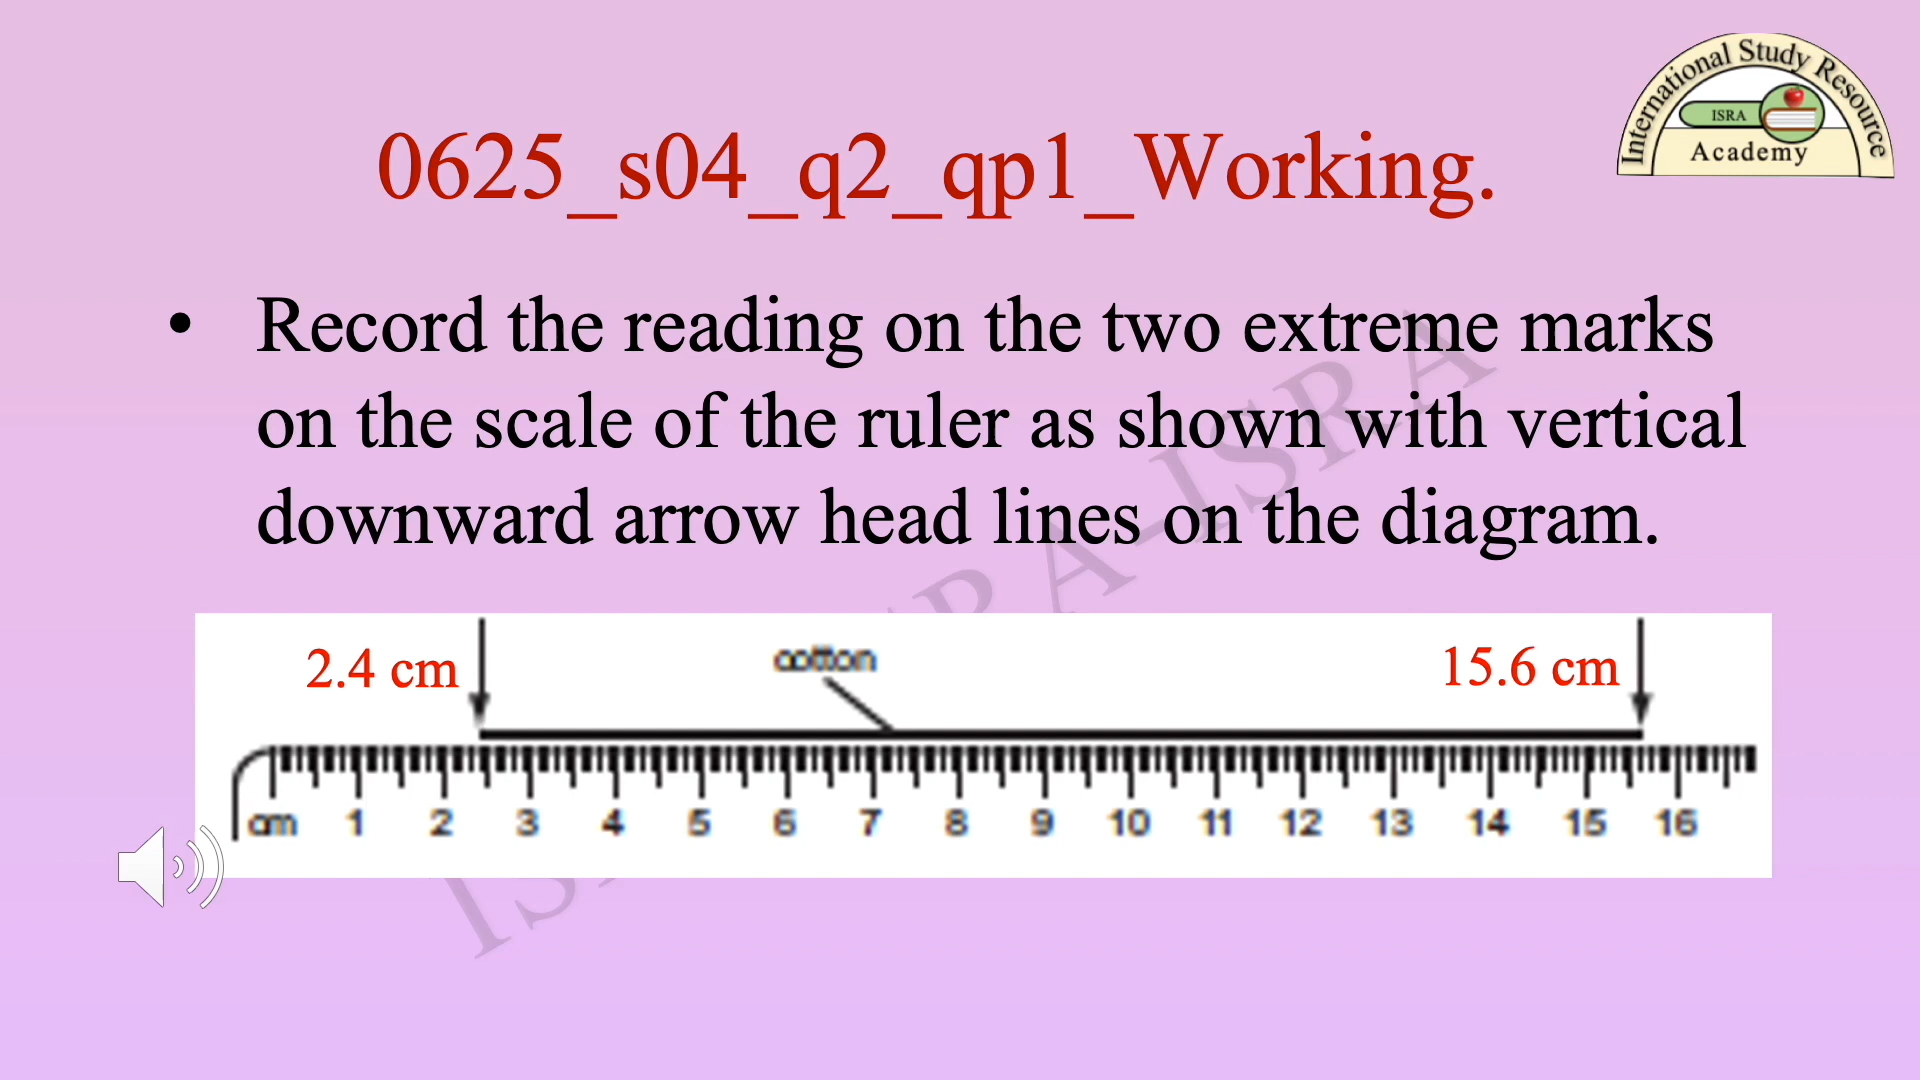 International Study Resource
ISRA
Academy
0625_s04_q2_qp1_Working.
• Record the reading on the two extreme marks
on the scale of the ruler as shown with vertical
downward arrow head lines on the diagram.
2.4 cm cotton 15.6 cm
cm 1 2 3 4 5 6 7 8 9 10 11 12 13 14 15 16